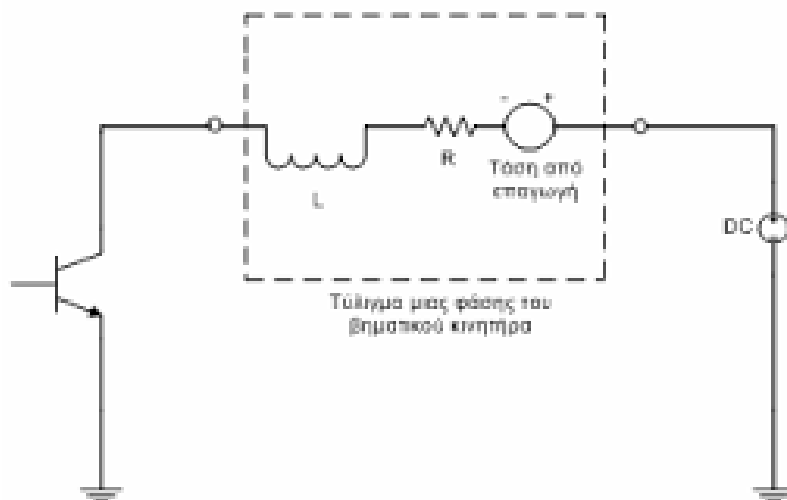 - +
R
Τάση από
επαγωγή
L
DC
Τύλιγμα μιας φάσης του
βηματικού κινητήρα